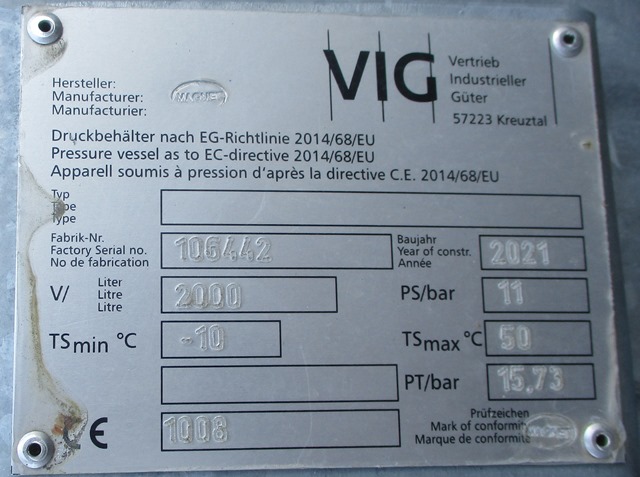 VIG
Vertrieb
Industrieller
Güter
57223 Kreuztal
Hersteller:
Manufacturer: MAGNET
Manufacturier:
Druckbehälter nach EG-Richtlinie 2014/68/EU
Pressure vessel as to EC-directive 2014/68/EU
Apparell soumis à pression d'après la directive C.E. 2014/68/EU
Typ
Type
Type
Fabrik-Nr.
Factory Serial no. 106442
No de fabrication
Baujahr
Year of constr. 2021
Année
V/ Liter
Litre 2000
Litre
PS/bar 11
TSmin °C -10
TSmax °C 50
PT/bar 15,73
CE 1008
Prüfzeichen
Mark of conformity MAGNET
Marque de conformité